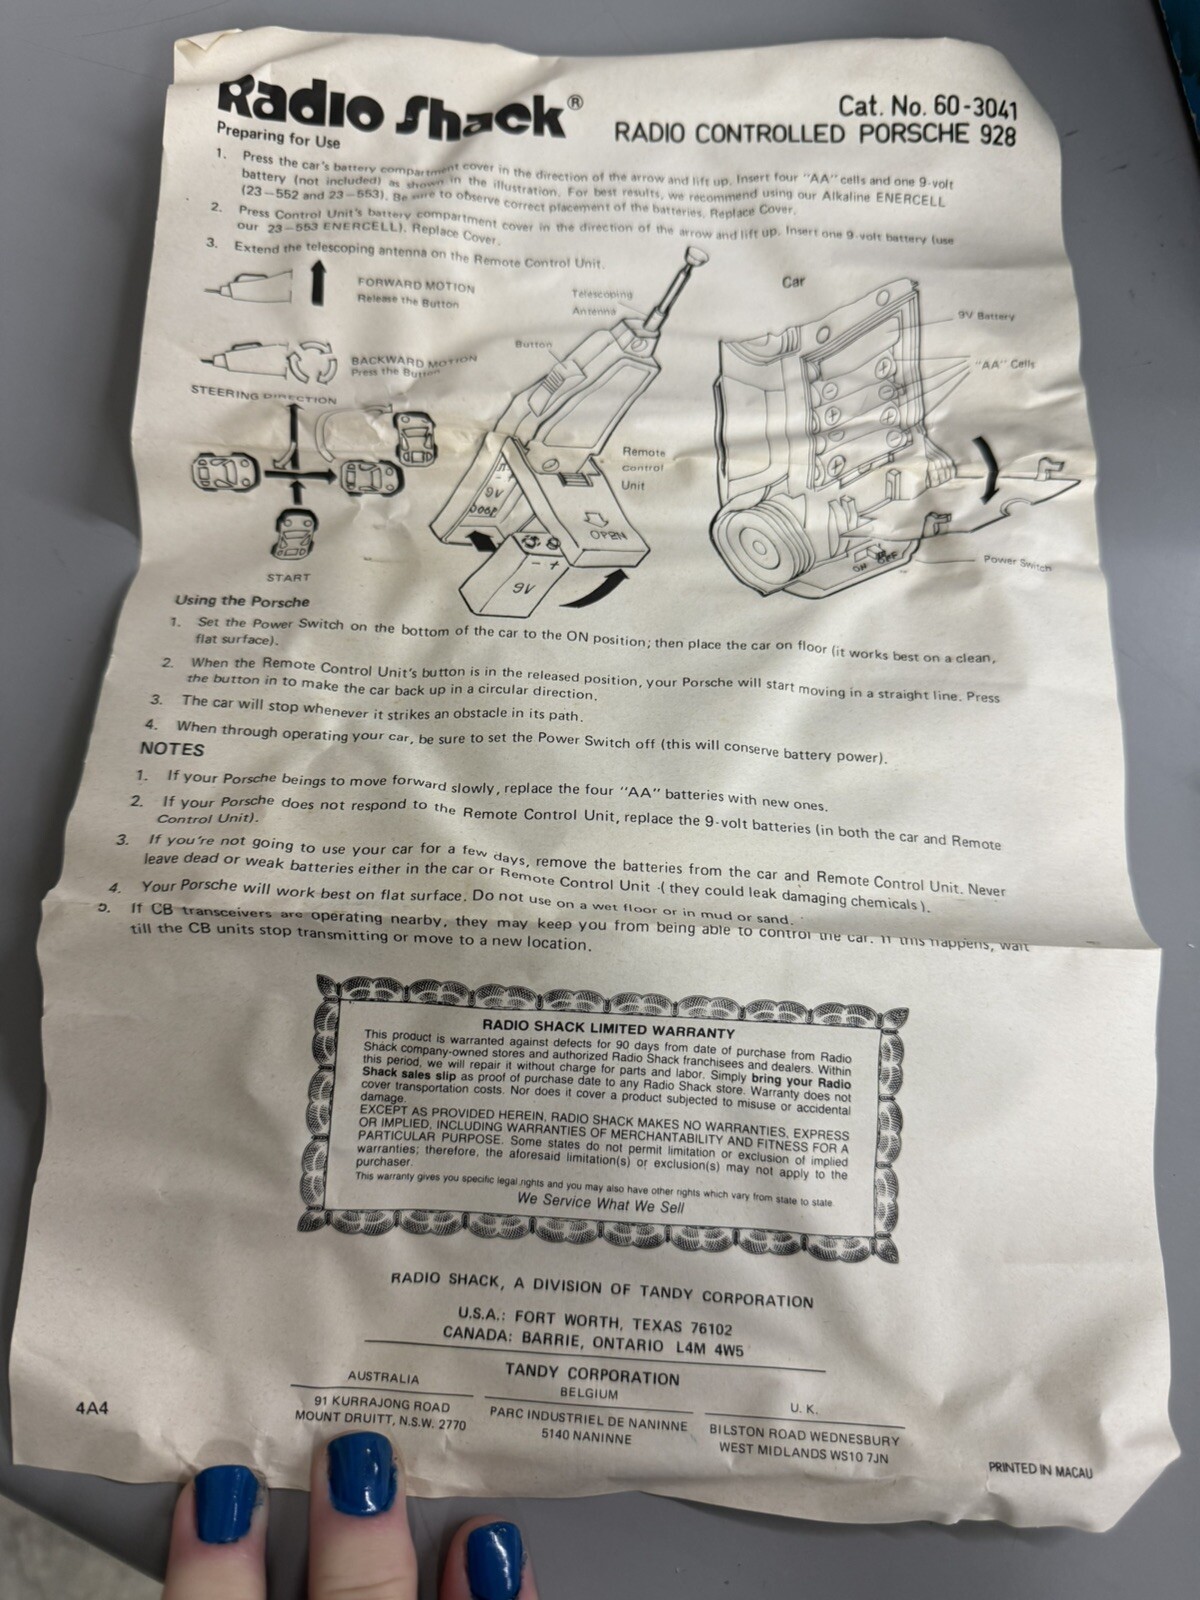 Radio Shack®
Cat. No. 60-3041
RADIO CONTROLLED PORSCHE 928
Preparing for Use
1. Press the car's battery compartment cover in the direction of the arrow and lift up. Insert four "AA" cells and one 9-volt
battery (not included) as shown in the illustration. For best results, we recommend using our Alkaline ENERCELL
(23-552 and 23-553). Be sure to observe correct placement of the batteries. Replace Cover.
2. Press Control Unit's battery compartment cover in the direction of the arrow and lift up. Insert one 9-volt battery (use
our 23-553 ENERCELL). Replace Cover.
3. Extend the telescoping antenna on the Remote Control Unit.
FORWARD MOTION
Release the Button
BACKWARD MOTION
Press the Button
STEERING DIRECTION
START
Telescoping
Antenna
Button
Remote
Control
Unit
9V
OPEN
- +
9V
Car
9V Battery
"AA" Cells
ON OFF
Power Switch
Using the Porsche
1. Set the Power Switch on the bottom of the car to the ON position; then place the car on floor (it works best on a clean,
flat surface).
2. When the Remote Control Unit's button is in the released position, your Porsche will start moving in a straight line. Press
the button in to make the car back up in a circular direction.
3. The car will stop whenever it strikes an obstacle in its path.
4. When through operating your car, be sure to set the Power Switch off (this will conserve battery power).
NOTES
1. If your Porsche beings to move forward slowly, replace the four "AA" batteries with new ones.
2. If your Porsche does not respond to the Remote Control Unit, replace the 9-volt batteries (in both the car and Remote
Control Unit).
3. If you're not going to use your car for a few days, remove the batteries from the car and Remote Control Unit. Never
leave dead or weak batteries either in the car or Remote Control Unit -( they could leak damaging chemicals ).
4. Your Porsche will work best on flat surface. Do not use on a wet floor or in mud or sand.
5. If CB transceivers are operating nearby, they may keep you from being able to control the car. If this happens, wait
till the CB units stop transmitting or move to a new location.
RADIO SHACK LIMITED WARRANTY
This product is warranted against defects for 90 days from date of purchase from Radio
Shack company-owned stores and authorized Radio Shack franchisees and dealers. Within
this period, we will repair it without charge for parts and labor. Simply bring your Radio
Shack sales slip as proof of purchase date to any Radio Shack store. Warranty does not
cover transportation costs. Nor does it cover a product subjected to misuse or accidental
damage.
EXCEPT AS PROVIDED HEREIN, RADIO SHACK MAKES NO WARRANTIES, EXPRESS
OR IMPLIED, INCLUDING WARRANTIES OF MERCHANTABILITY AND FITNESS FOR A
PARTICULAR PURPOSE. Some states do not permit limitation or exclusion of implied
warranties; therefore, the aforesaid limitation(s) or exclusion(s) may not apply to the
purchaser.
This warranty gives you specific legal rights and you may also have other rights which vary from state to state.
We Service What We Sell
RADIO SHACK, A DIVISION OF TANDY CORPORATION
U.S.A.: FORT WORTH, TEXAS 76102
CANADA: BARRIE, ONTARIO L4M 4W5
TANDY CORPORATION
AUSTRALIA
91 KURRAJONG ROAD
MOUNT DRUITT, N.S.W. 2770
BELGIUM
PARC INDUSTRIEL DE NANINNE
5140 NANINNE
U. K.
BILSTON ROAD WEDNESBURY
WEST MIDLANDS WS10 7JN
4A4
PRINTED IN MACAU